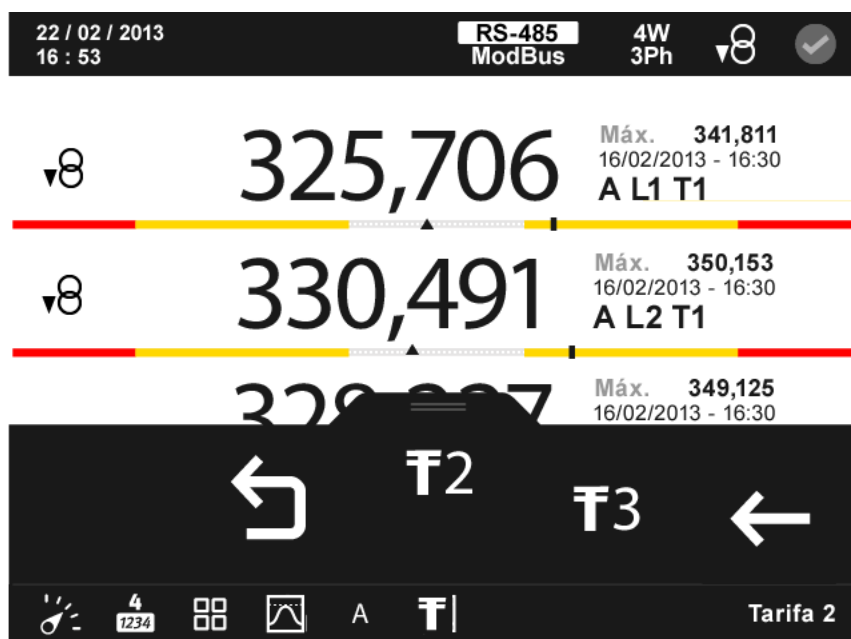 22 / 02 / 2013
16 : 53
RS-485
ModBus
4W
3Ph
325,706
Máx. 341,811
16/02/2013 - 16:30
A L1 T1
330,491
Máx. 350,153
16/02/2013 - 16:30
A L2 T1
Máx. 349,125
16/02/2013 - 16:30
T2
T3
4
1234
A
T
Tarifa 2